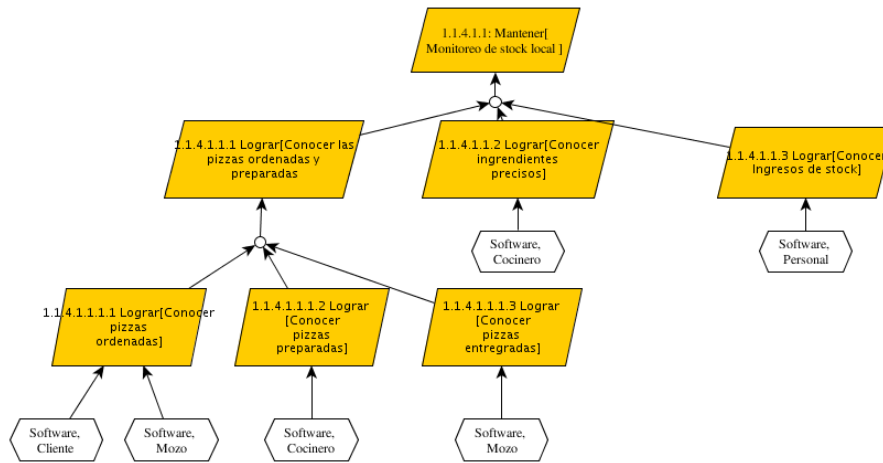 1.1.4.1.1: Mantener[
Monitoreo de stock local ]
1.1.4.1.1.1 Lograr[Conocer las
pizzas ordenadas y
preparadas
1.1.4.1.1.2 Lograr[Conocer
ingrendientes
precisos]
1.1.4.1.1.3 Lograr[Conocer
Ingresos de stock]
Software,
Cocinero
Software,
Personal
1.1.4.1.1.1.1 Lograr[Conocer
pizzas
ordenadas]
1.1.4.1.1.1.2 Lograr
[Conocer
pizzas
preparadas]
1.1.4.1.1.1.3 Lograr
[Conocer
pizzas
entregradas]
Software,
Cliente
Software,
Mozo
Software,
Cocinero
Software,
Mozo